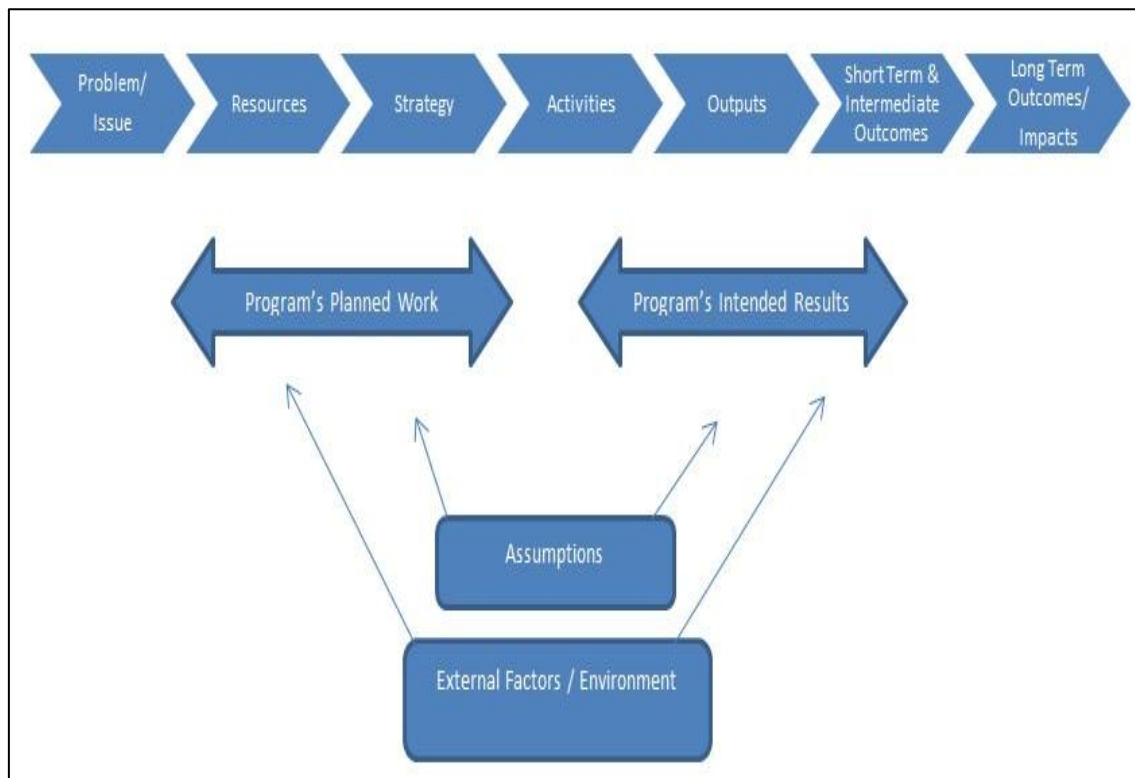 Problem/
Issue
Resources
Strategy
Activities
Outputs
Short Term &
Intermediate
Outcomes
Long Term
Outcomes/
Impacts
Program's Planned Work
Program's Intended Results
Assumptions
External Factors / Environment